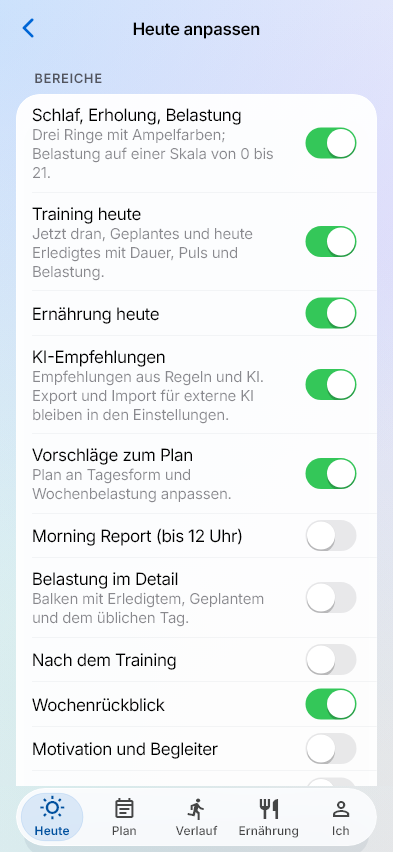 Heute anpassen
BEREICHE
Schlaf, Erholung, Belastung
Drei Ringe mit Ampelfarben;
Belastung auf einer Skala von 0 bis
21.
Training heute
Jetzt dran, Geplantes und heute
Erledigtes mit Dauer, Puls und
Belastung.
Ernährung heute
KI-Empfehlungen
Empfehlungen aus Regeln und KI.
Export und Import für externe KI
bleiben in den Einstellungen.
Vorschläge zum Plan
Plan an Tagesform und
Wochenbelastung anpassen.
Morning Report (bis 12 Uhr)
Belastung im Detail
Balken mit Erledigtem, Geplantem
und dem üblichen Tag.
Nach dem Training
Wochenrückblick
Motivation und Begleiter
Heute
Plan
Verlauf
Ernährung
Ich